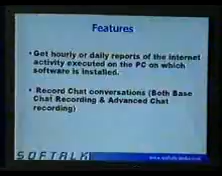 Features
• Get hourly or daily reports of the internet
activity executed on the PC on which
software is installed.
• Record Chat conversations (Both Base
Chat Recording & Advanced Chat
recording)
SOFTALK